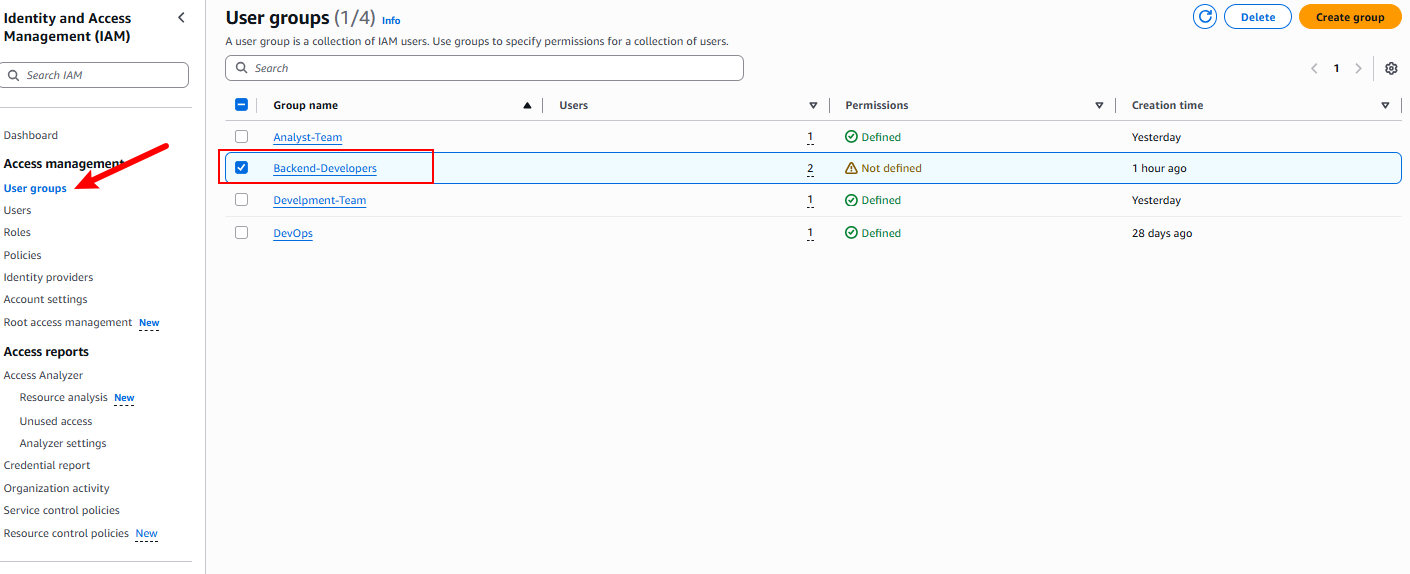 Identity and Access
Management (IAM)
Search IAM
Dashboard
Access management
User groups
Users
Roles
Policies
Identity providers
Account settings
Root access management New
Access reports
Access Analyzer
Resource analysis New
Unused access
Analyzer settings
Credential report
Organization activity
Service control policies
Resource control policies New
User groups (1/4) Info
Delete
Create group
A user group is a collection of IAM users. Use groups to specify permissions for a collection of users.
Search
1
Group name Users Permissions Creation time
Analyst-Team 1 Defined Yesterday
Backend-Developers 2 Not defined 1 hour ago
Develpment-Team 1 Defined Yesterday
DevOps 1 Defined 28 days ago